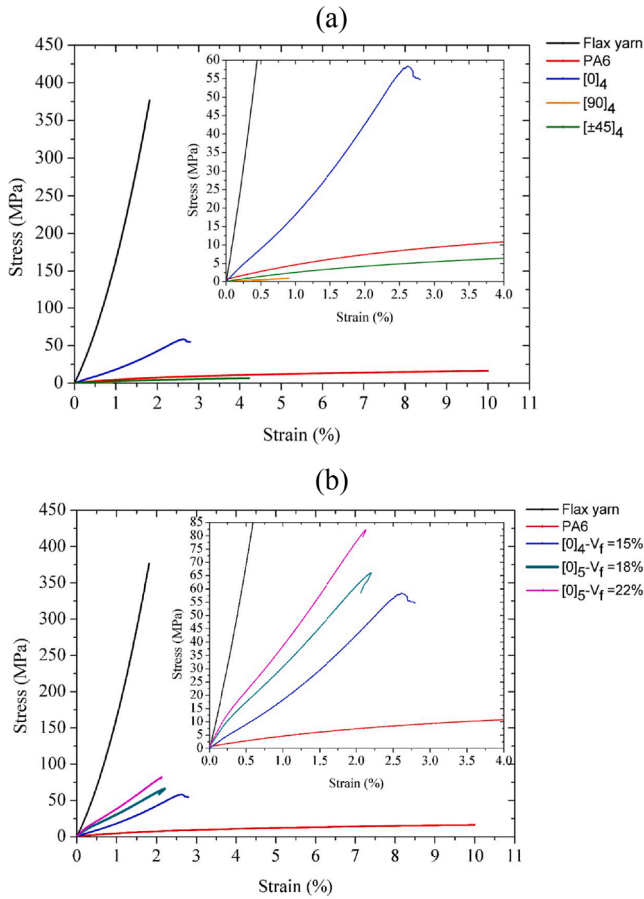 (a)
Flax yarn
PA6
[0]4
[90]4
[±45]4
Stress (MPa)
450
400
350
300
250
200
150
100
50
0
0 1 2 3 4 5 6 7 8 9 10 11
Strain (%)
Stress (MPa)
60
55
50
45
40
35
30
25
20
15
10
5
0
0.0 0.5 1.0 1.5 2.0 2.5 3.0 3.5 4.0
Strain (%)
(b)
Flax yarn
PA6
[0]4-Vf =15%
[0]5-Vf =18%
[0]5-Vf =22%
Stress (MPa)
450
400
350
300
250
200
150
100
50
0
0 1 2 3 4 5 6 7 8 9 10 11
Strain (%)
Stress (MPa)
85
80
75
70
65
60
55
50
45
40
35
30
25
20
15
10
5
0
0.0 0.5 1.0 1.5 2.0 2.5 3.0 3.5 4.0
Strain (%)